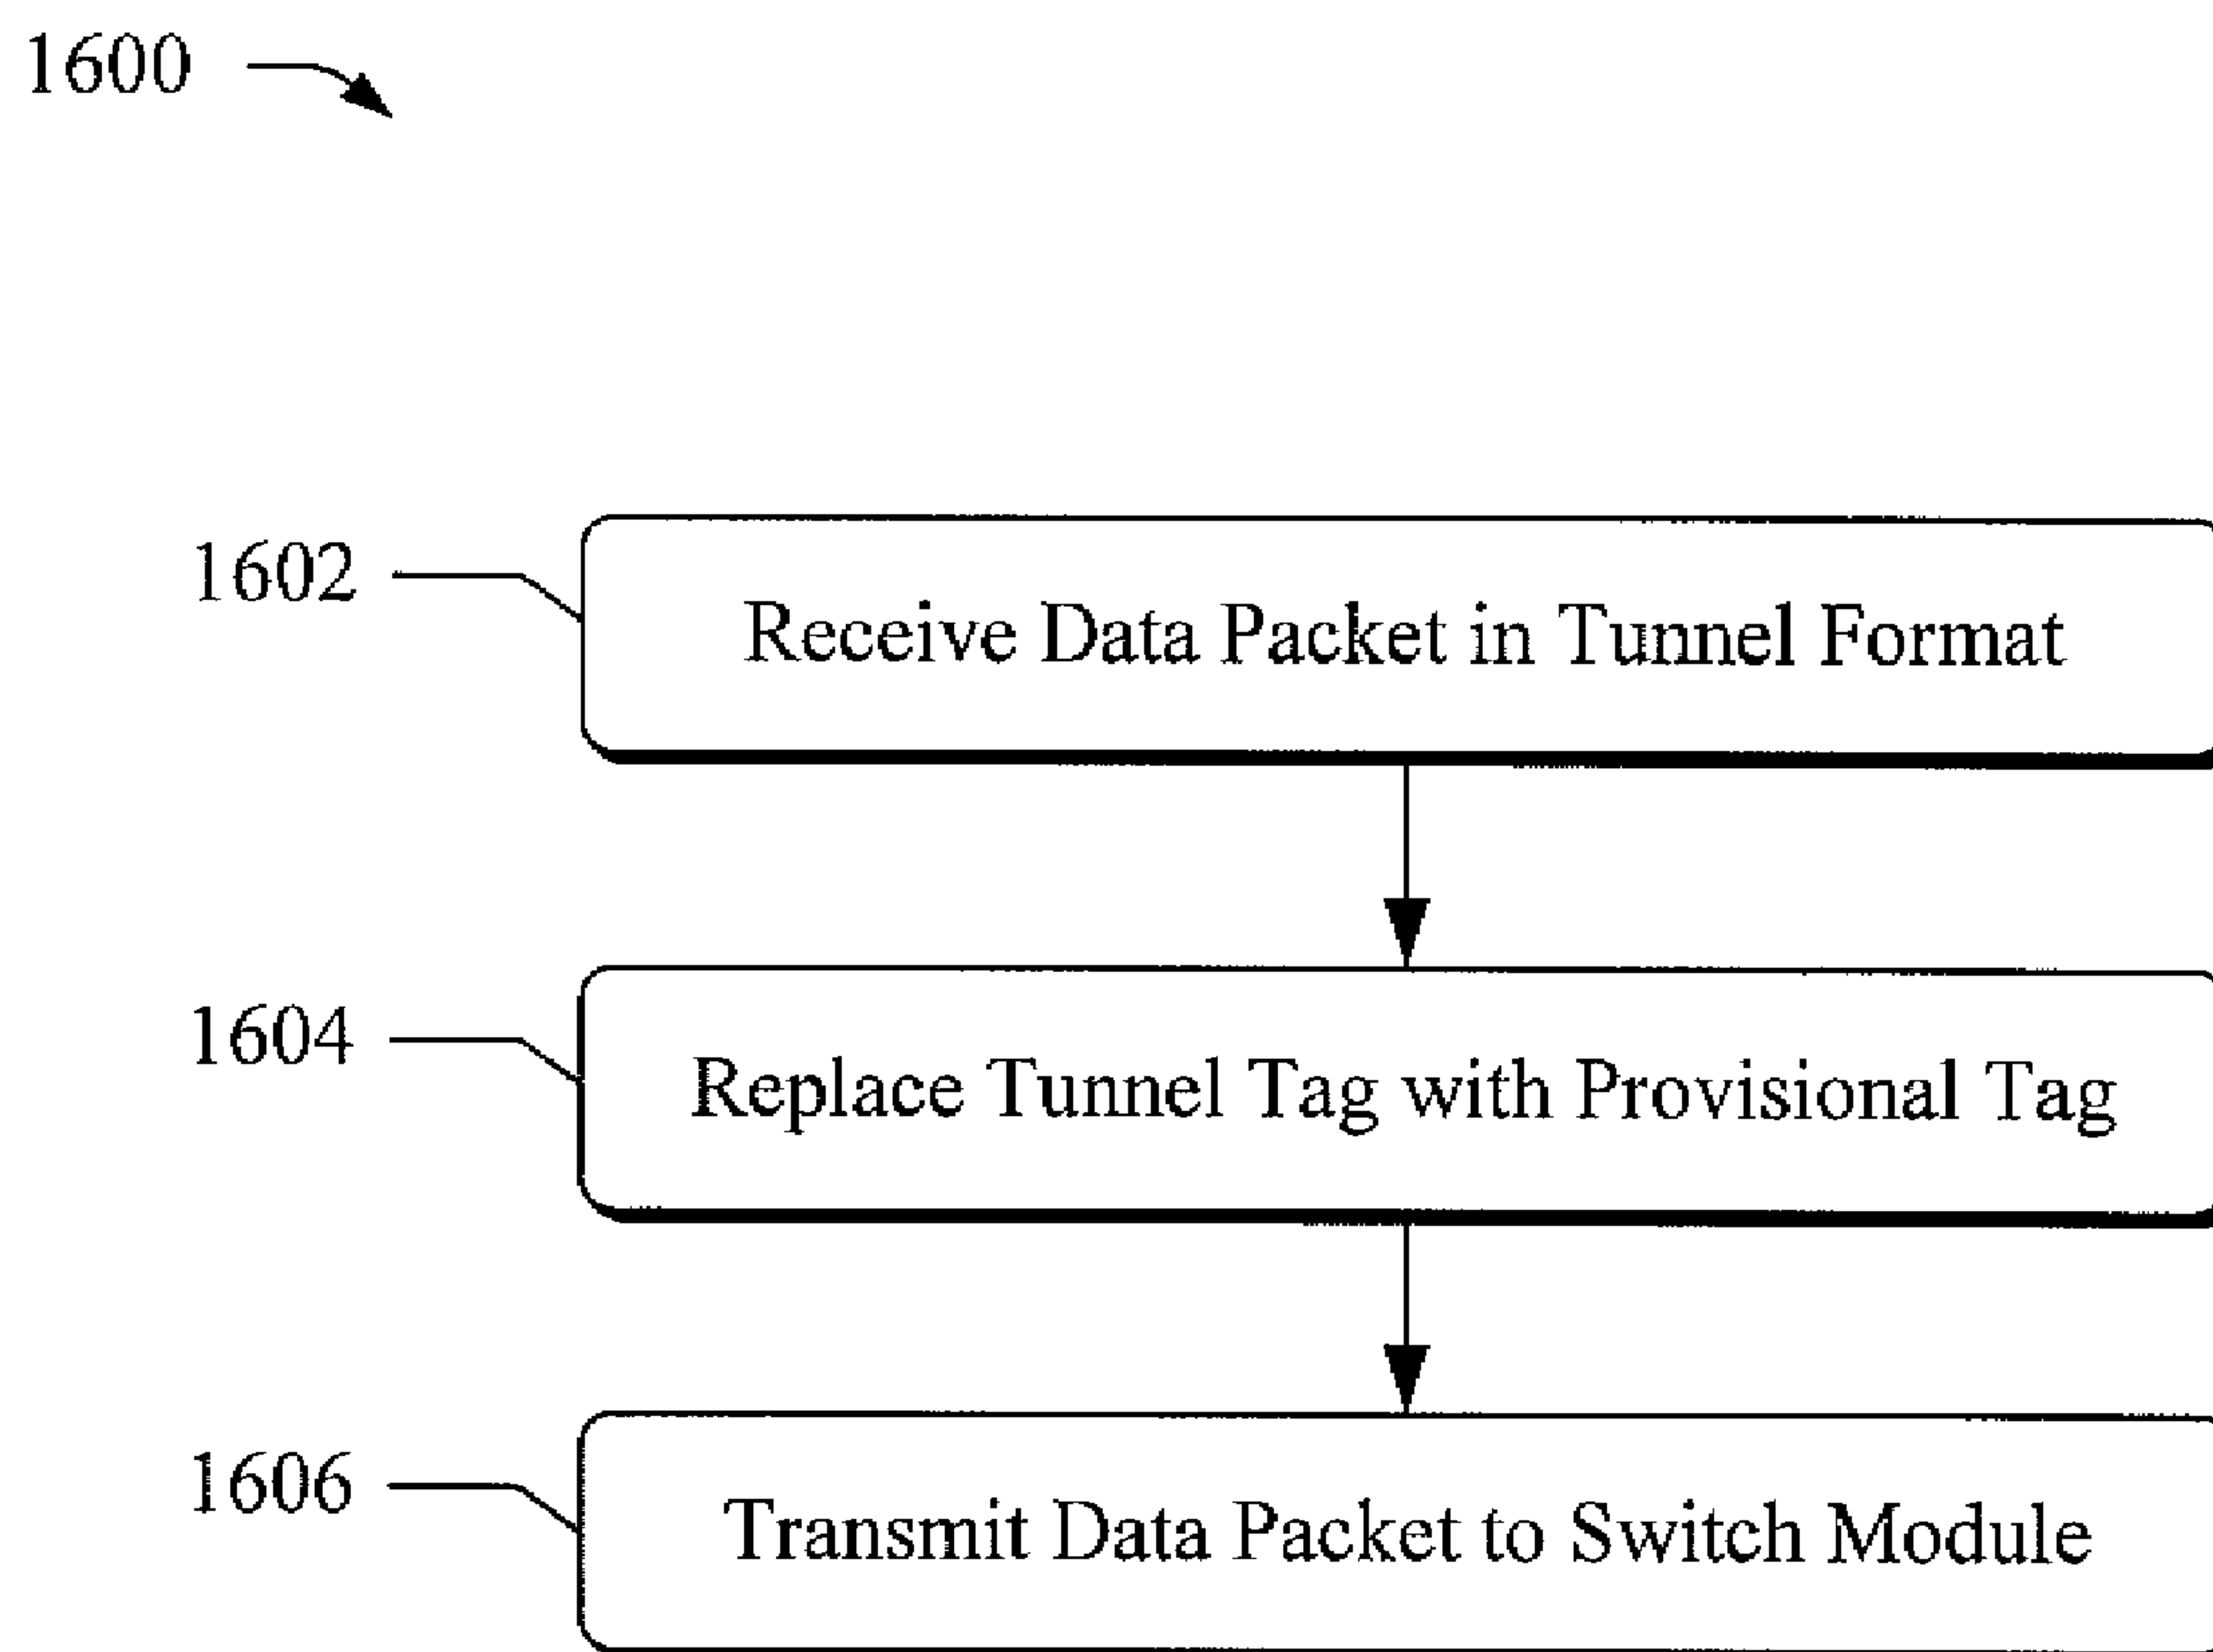 1600
1602
Receive Data Packet in Tunnel Format
1604
Replace Tunnel Tag with Provisional Tag
1606
Transmit Data Packet to Switch Module